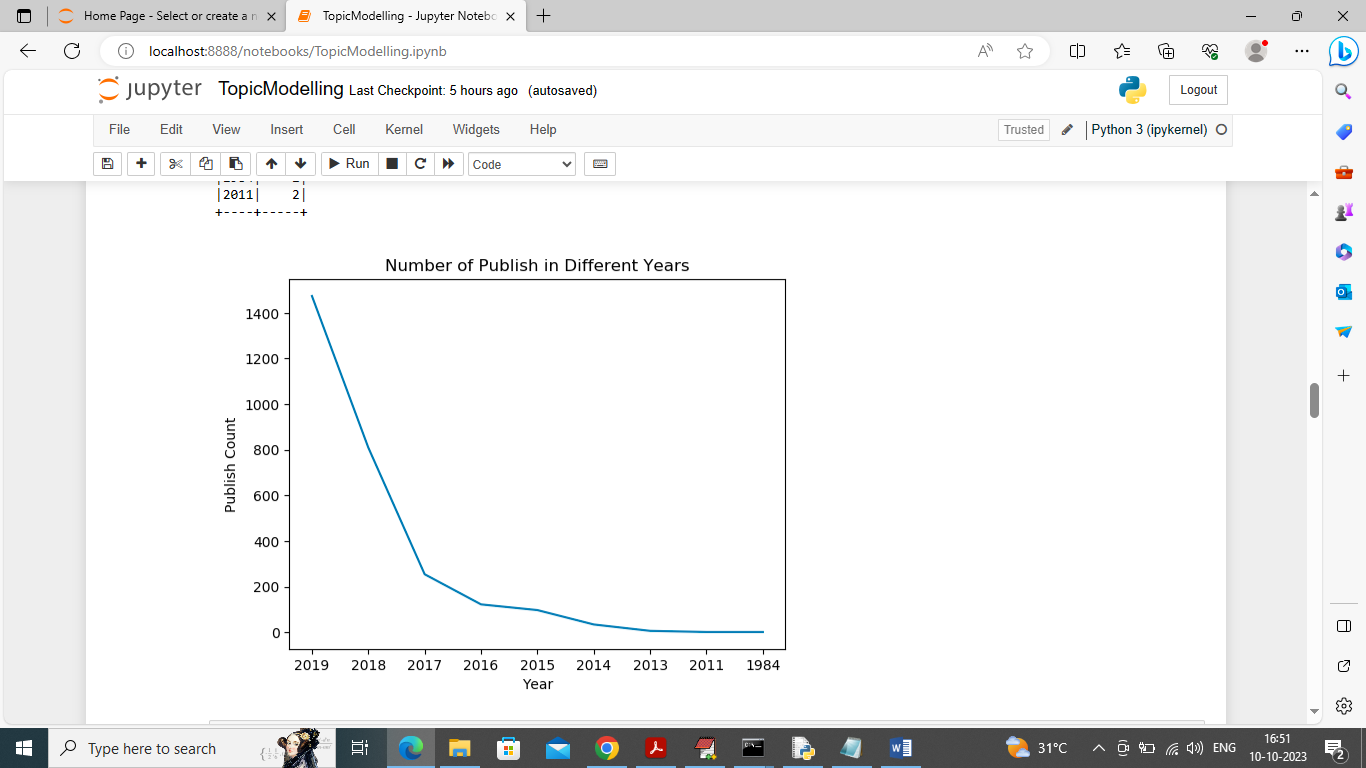 Home Page - Select or create a n
TopicModelling - Jupyter Notebo
localhost:8888/notebooks/TopicModelling.ipynb
jupyter TopicModelling Last Checkpoint: 5 hours ago (autosaved)
Logout
File Edit View Insert Cell Kernel Widgets Help
Trusted
Python 3 (ipykernel)
Run
Code
|2011|    2|
+----+-----+
Number of Publish in Different Years
Publish Count
1400
1200
1000
800
600
400
200
0
2019 2018 2017 2016 2015 2014 2013 2011 1984
Year
Type here to search
31°C
ENG
16:51
10-10-2023
2